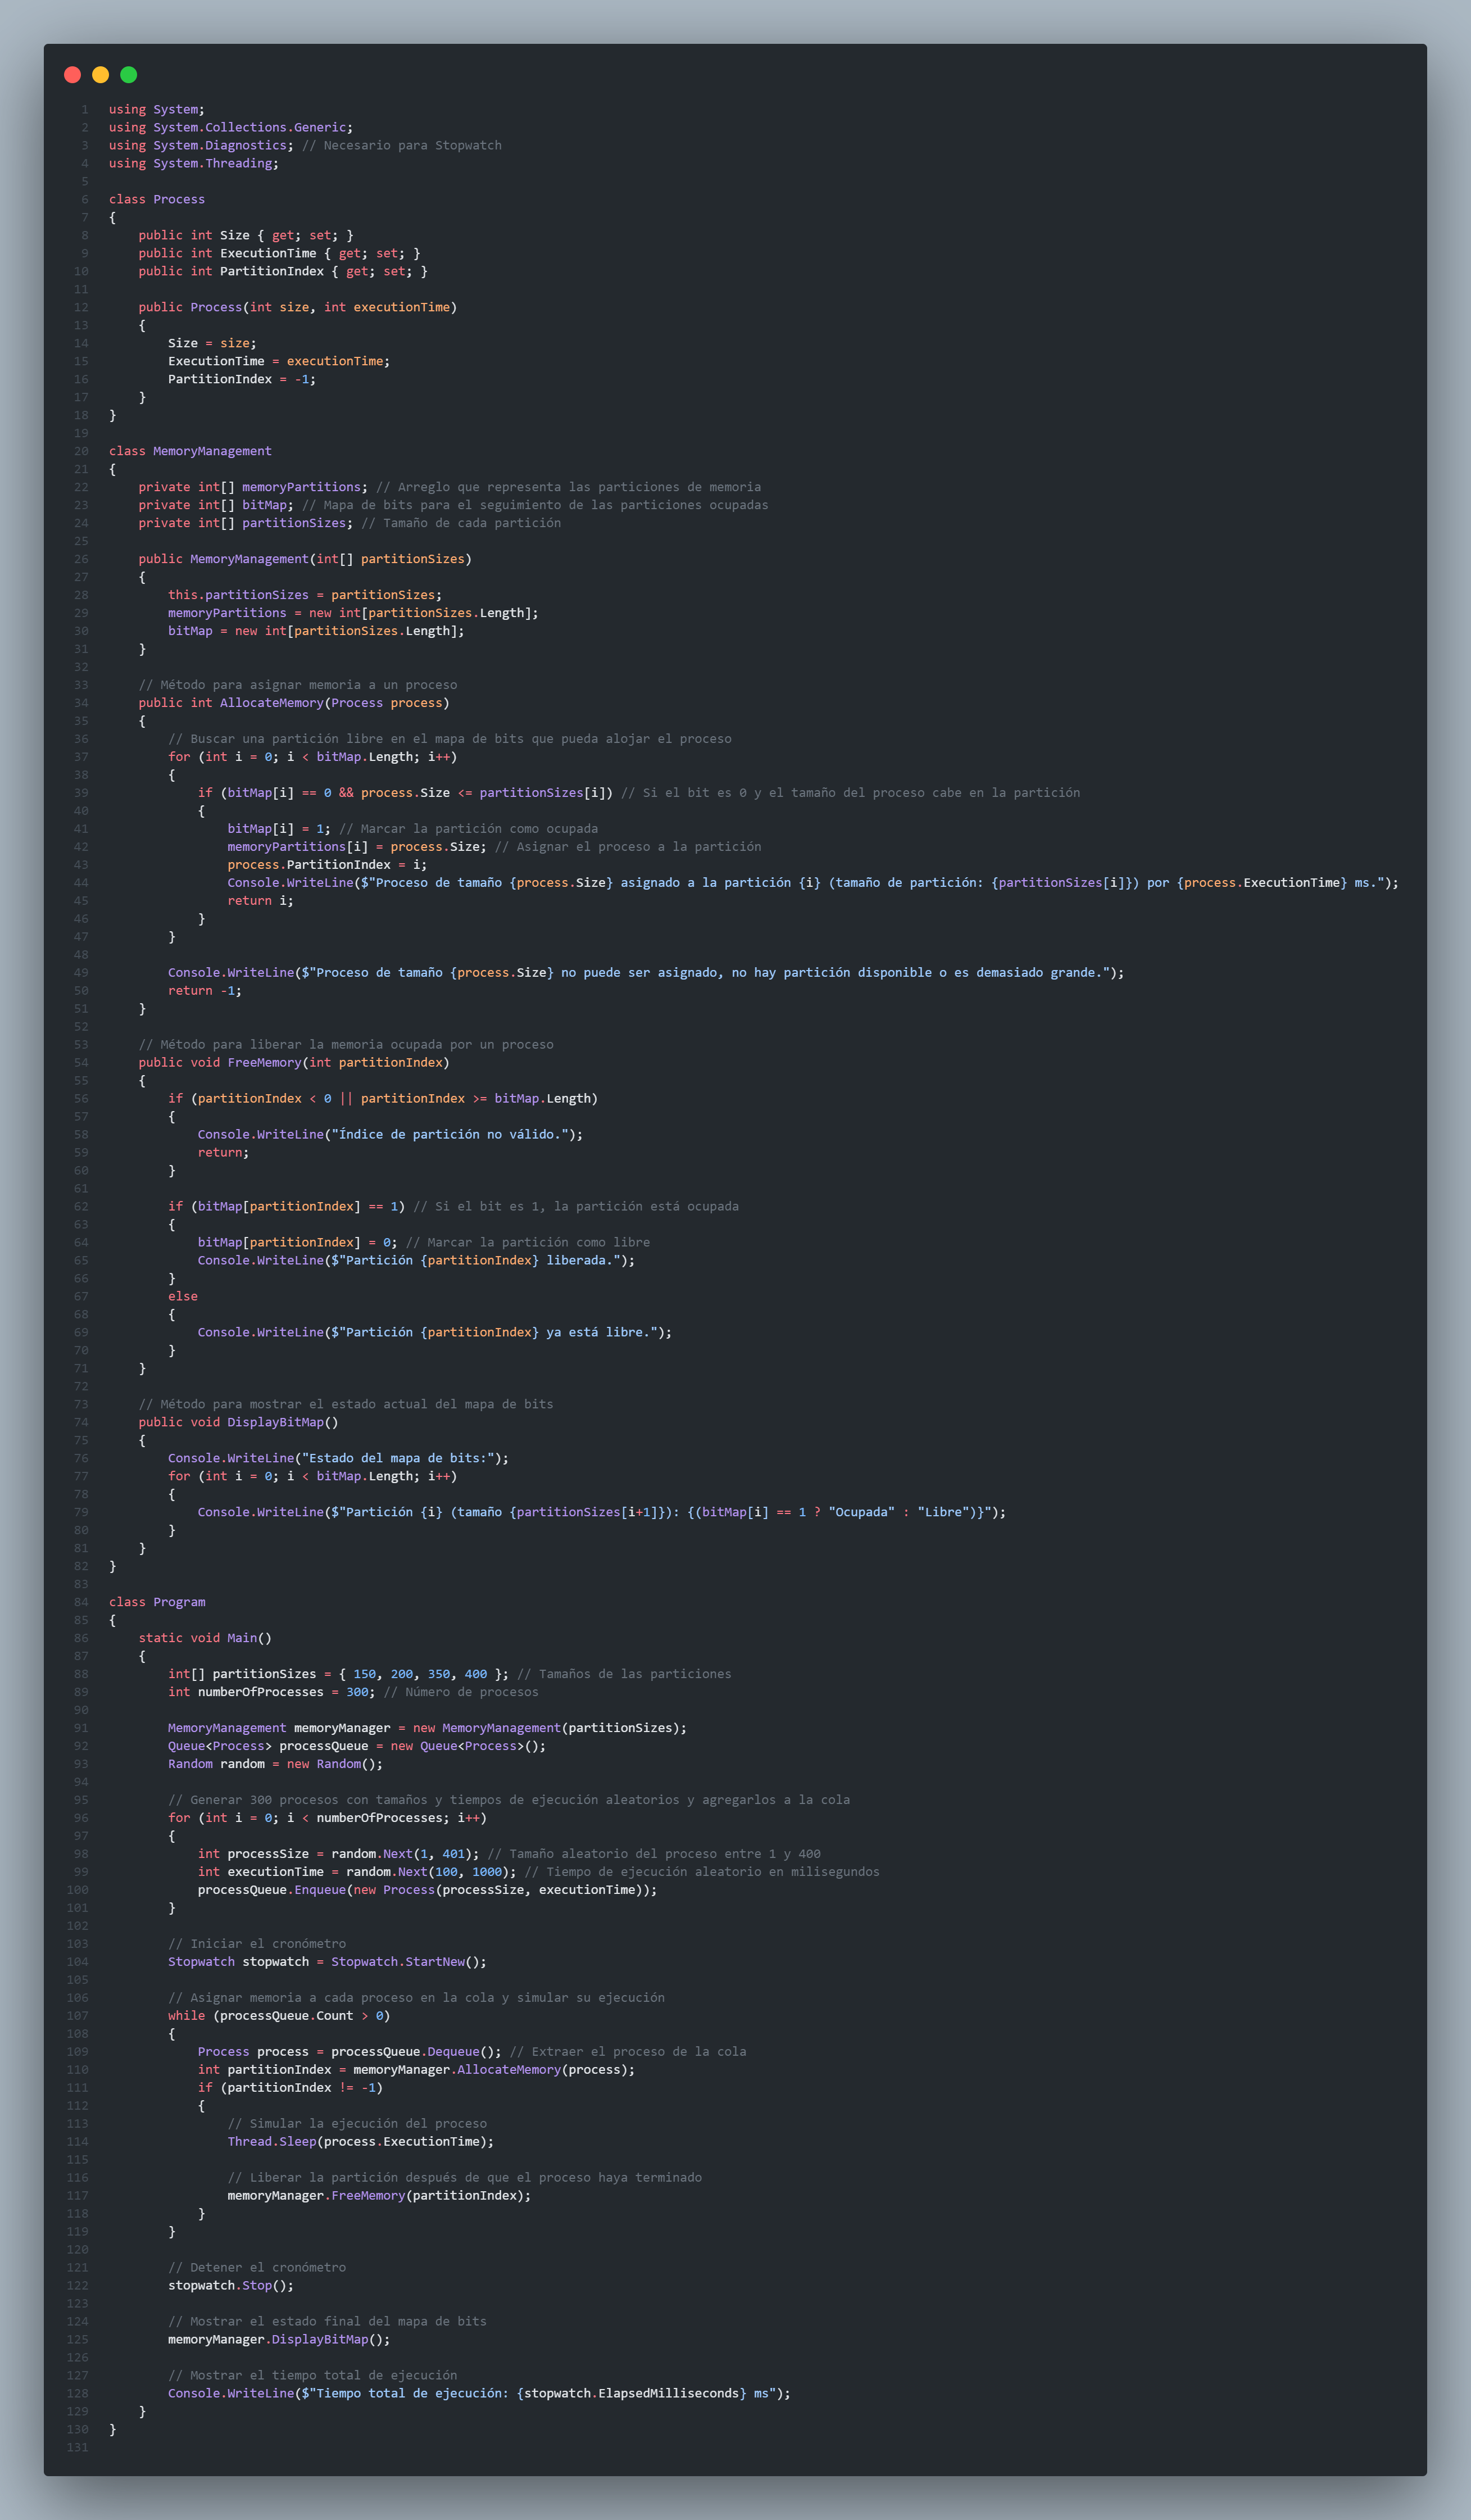 1 using System;
2 using System.Collections.Generic;
3 using System.Diagnostics; // Necesario para Stopwatch
4 using System.Threading;
5
6 class Process
7 {
8     public int Size { get; set; }
9     public int ExecutionTime { get; set; }
10     public int PartitionIndex { get; set; }
11
12     public Process(int size, int executionTime)
13     {
14         Size = size;
15         ExecutionTime = executionTime;
16         PartitionIndex = -1;
17     }
18 }
19
20 class MemoryManagement
21 {
22     private int[] memoryPartitions; // Arreglo que representa las particiones de memoria
23     private int[] bitMap; // Mapa de bits para el seguimiento de las particiones ocupadas
24     private int[] partitionSizes; // Tamaño de cada partición
25
26     public MemoryManagement(int[] partitionSizes)
27     {
28         this.partitionSizes = partitionSizes;
29         memoryPartitions = new int[partitionSizes.Length];
30         bitMap = new int[partitionSizes.Length];
31     }
32
33     // Método para asignar memoria a un proceso
34     public int AllocateMemory(Process process)
35     {
36         // Buscar una partición libre en el mapa de bits que pueda alojar el proceso
37         for (int i = 0; i < bitMap.Length; i++)
38         {
39             if (bitMap[i] == 0 && process.Size <= partitionSizes[i]) // Si el bit es 0 y el tamaño del proceso cabe en la partición
40             {
41                 bitMap[i] = 1; // Marcar la partición como ocupada
42                 memoryPartitions[i] = process.Size; // Asignar el proceso a la partición
43                 process.PartitionIndex = i;
44                 Console.WriteLine($"Proceso de tamaño {process.Size} asignado a la partición {i} (tamaño de partición: {partitionSizes[i]}) por {process.ExecutionTime} ms.");
45                 return i;
46             }
47         }
48
49         Console.WriteLine($"Proceso de tamaño {process.Size} no puede ser asignado, no hay partición disponible o es demasiado grande.");
50         return -1;
51     }
52
53     // Método para liberar la memoria ocupada por un proceso
54     public void FreeMemory(int partitionIndex)
55     {
56         if (partitionIndex < 0 || partitionIndex >= bitMap.Length)
57         {
58             Console.WriteLine("Índice de partición no válido.");
59             return;
60         }
61
62         if (bitMap[partitionIndex] == 1) // Si el bit es 1, la partición está ocupada
63         {
64             bitMap[partitionIndex] = 0; // Marcar la partición como libre
65             Console.WriteLine($"Partición {partitionIndex} liberada.");
66         }
67         else
68         {
69             Console.WriteLine($"Partición {partitionIndex} ya está libre.");
70         }
71     }
72
73     // Método para mostrar el estado actual del mapa de bits
74     public void DisplayBitMap()
75     {
76         Console.WriteLine("Estado del mapa de bits:");
77         for (int i = 0; i < bitMap.Length; i++)
78         {
79             Console.WriteLine($"Partición {i} (tamaño {partitionSizes[i+1]}): {(bitMap[i] == 1 ? "Ocupada" : "Libre")}");
80         }
81     }
82 }
83
84 class Program
85 {
86     static void Main()
87     {
88         int[] partitionSizes = { 150, 200, 350, 400 }; // Tamaños de las particiones
89         int numberOfProcesses = 300; // Número de procesos
90
91         MemoryManagement memoryManager = new MemoryManagement(partitionSizes);
92         Queue<Process> processQueue = new Queue<Process>();
93         Random random = new Random();
94
95         // Generar 300 procesos con tamaños y tiempos de ejecución aleatorios y agregarlos a la cola
96         for (int i = 0; i < numberOfProcesses; i++)
97         {
98             int processSize = random.Next(1, 401); // Tamaño aleatorio del proceso entre 1 y 400
99             int executionTime = random.Next(100, 1000); // Tiempo de ejecución aleatorio en milisegundos
100             processQueue.Enqueue(new Process(processSize, executionTime));
101         }
102
103         // Iniciar el cronómetro
104         Stopwatch stopwatch = Stopwatch.StartNew();
105
106         // Asignar memoria a cada proceso en la cola y simular su ejecución
107         while (processQueue.Count > 0)
108         {
109             Process process = processQueue.Dequeue(); // Extraer el proceso de la cola
110             int partitionIndex = memoryManager.AllocateMemory(process);
111             if (partitionIndex != -1)
112             {
113                 // Simular la ejecución del proceso
114                 Thread.Sleep(process.ExecutionTime);
115
116                 // Liberar la partición después de que el proceso haya terminado
117                 memoryManager.FreeMemory(partitionIndex);
118             }
119         }
120
121         // Detener el cronómetro
122         stopwatch.Stop();
123
124         // Mostrar el estado final del mapa de bits
125         memoryManager.DisplayBitMap();
126
127         // Mostrar el tiempo total de ejecución
128         Console.WriteLine($"Tiempo total de ejecución: {stopwatch.ElapsedMilliseconds} ms");
129     }
130 }
131